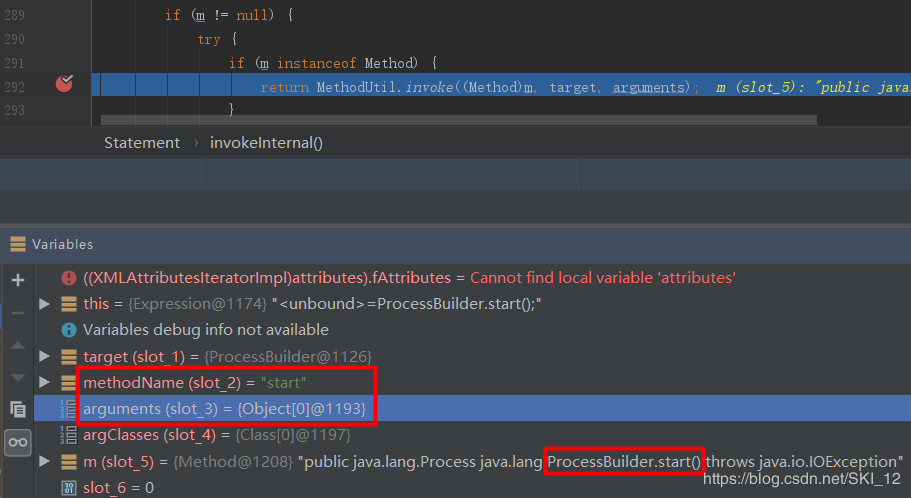 289 if (m != null) {
290 try {
291 if (m instanceof Method) {
292 return MethodUtil.invoke((Method)m, target, arguments); m (slot_5): "public java
293 }
Statement › invokeInternal()
Variables
((XMLAttributesIteratorImpl)attributes).fAttributes = Cannot find local variable 'attributes'
this = {Expression@1174} "<unbound>=ProcessBuilder.start();"
Variables debug info not available
target (slot_1) = {ProcessBuilder@1126}
methodName (slot_2) = "start"
arguments (slot_3) = {Object[0]@1193}
argClasses (slot_4) = {Class[0]@1197}
m (slot_5) = {Method@1208} "public java.lang.Process java.lang ProcessBuilder.start() throws java.io.IOException"
slot_6 = 0
https://blog.csdn.net/SKI_12